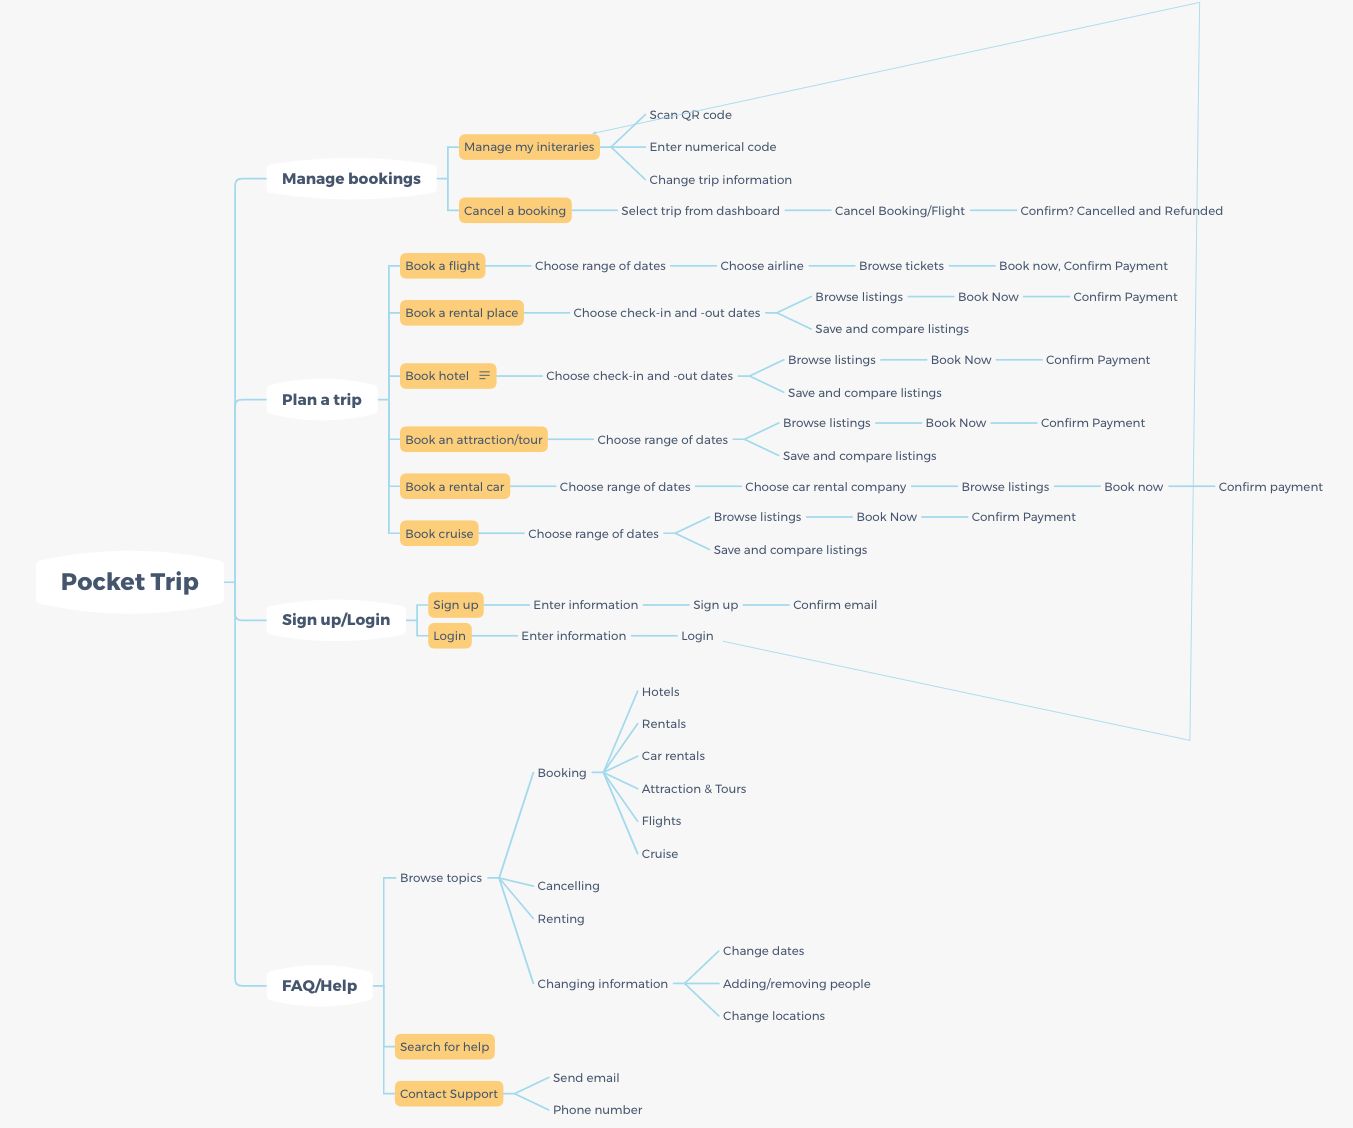 Scan QR code
Manage my initeraries
Enter numerical code
Change trip information
Manage bookings
Cancel a booking
Select trip from dashboard
Cancel Booking/Flight
Confirm? Cancelled and Refunded
Book a flight
Choose range of dates
Choose airline
Browse tickets
Book now, Confirm Payment
Book a rental place
Choose check-in and -out dates
Browse listings
Book Now
Confirm Payment
Save and compare listings
Book hotel
Choose check-in and -out dates
Browse listings
Book Now
Confirm Payment
Save and compare listings
Plan a trip
Book an attraction/tour
Choose range of dates
Browse listings
Book Now
Confirm Payment
Save and compare listings
Book a rental car
Choose range of dates
Choose car rental company
Browse listings
Book now
Confirm payment
Book cruise
Choose range of dates
Browse listings
Book Now
Confirm Payment
Save and compare listings
Pocket Trip
Sign up/Login
Sign up
Enter information
Sign up
Confirm email
Login
Enter information
Login
Hotels
Rentals
Car rentals
Booking
Attraction & Tours
Flights
Cruise
Browse topics
Cancelling
Renting
Change dates
Changing information
Adding/removing people
Change locations
FAQ/Help
Search for help
Contact Support
Send email
Phone number